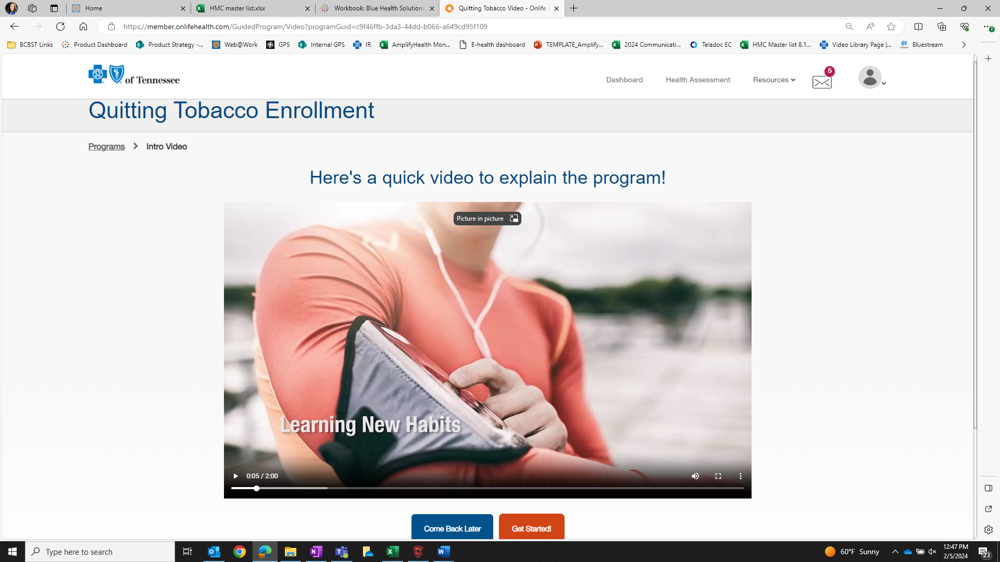 Home
HMC master list.xlsx
Workbook: Blue Health Solutions
Quitting Tobacco Video - Onlife
https://member.onlifehealth.com/GuidedProgram/Video?programGuid=c9f46ffb-3da3-44dd-b066-a649cd95f109
BCBST Links
Product Dashboard
Product Strategy -...
Web@Work
GPS
Internal GPS
IR
AmplifyHealth Mon...
E-health dashboard
TEMPLATE_Amplify...
2024 Communicati...
Teladoc EC
HMC Master list 8.1...
Video Library Page |...
Bluestream
of Tennessee
Dashboard
Health Assessment
Resources
5
Quitting Tobacco Enrollment
Programs > Intro Video
Here's a quick video to explain the program!
Picture in picture
Learning New Habits
0:05 / 2:00
Come Back Later
Get Started!
Type here to search
60°F Sunny
12:47 PM
2/5/2024
23